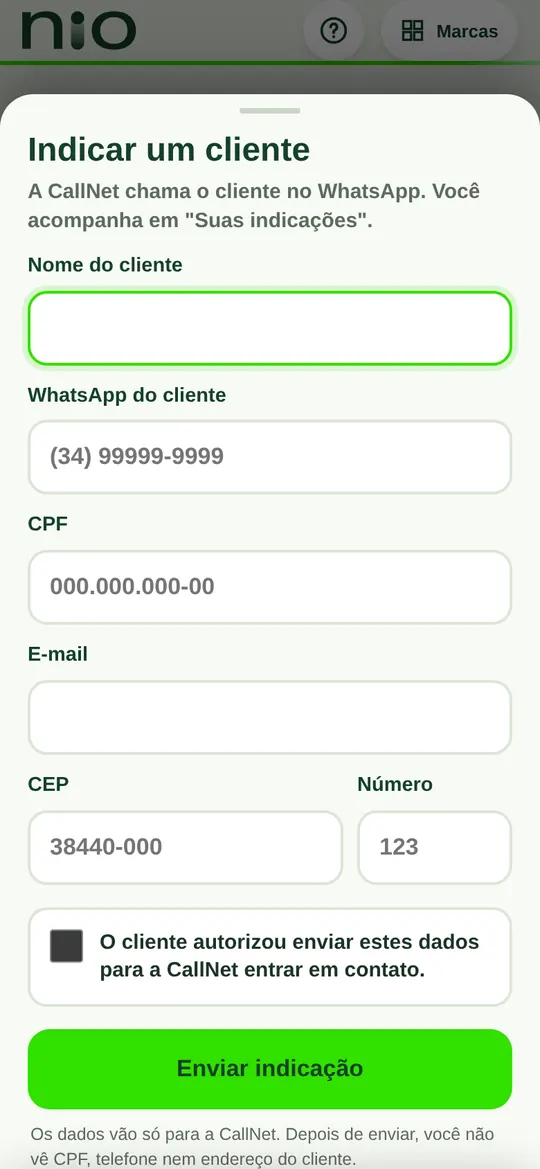 nio
Marcas
Indicar um cliente
A CallNet chama o cliente no WhatsApp. Você
acompanha em "Suas indicações".
Nome do cliente
WhatsApp do cliente
(34) 99999-9999
CPF
000.000.000-00
E-mail
CEP
Número
38440-000
123
O cliente autorizou enviar estes dados
para a CallNet entrar em contato.
Enviar indicação
Os dados vão só para a CallNet. Depois de enviar, você não
vê CPF, telefone nem endereço do cliente.